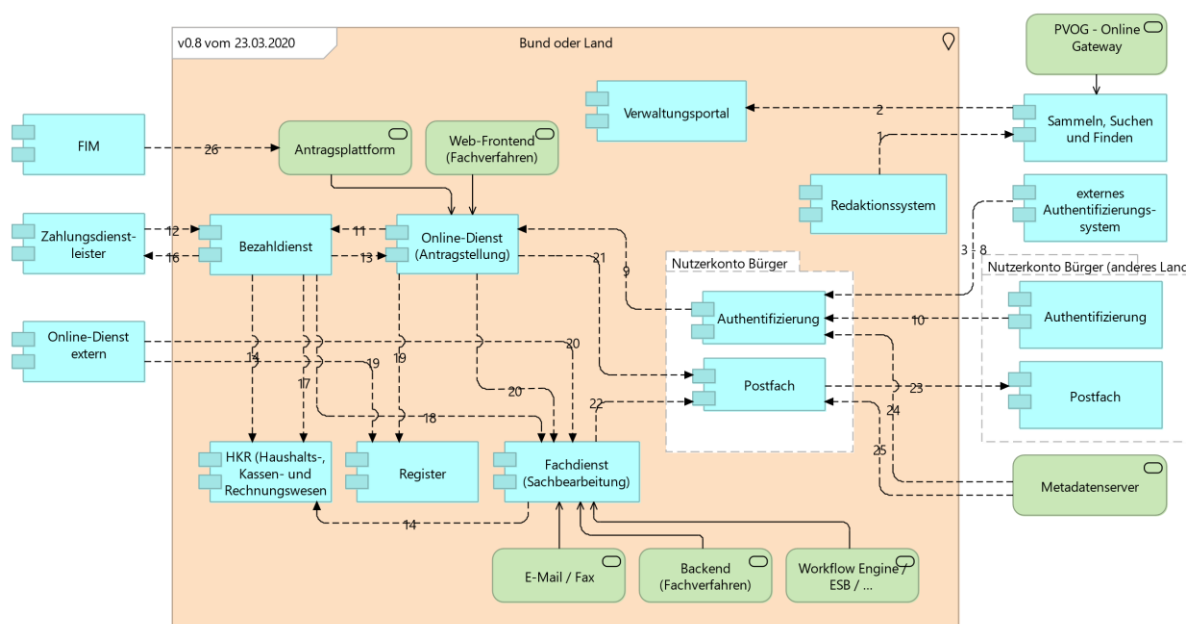 v0.8 vom 23.03.2020
Bund oder Land
PVOG - Online
Gateway
FIM
26
Antragsplattform
Web-Frontend
(Fachverfahren)
Verwaltungsportal
2
1
Sammeln, Suchen
und Finden
Redaktionssystem
externes
Authentifizierungs-
system
Zahlungsdienst-
leister
12
16
Bezahldienst
11
13
Online-Dienst
(Antragstellung)
21
9
3 - 8
Nutzerkonto Bürger
Nutzerkonto Bürger (anderes Land
Authentifizierung
10
Authentifizierung
Online-Dienst
extern
14
17
19
19
20
20
18
Postfach
23
Postfach
22
24
25
HKR (Haushalts-,
Kassen- und
Rechnungswesen
Register
Fachdienst
(Sachbearbeitung)
Metadatenserver
14
E-Mail / Fax
Backend
(Fachverfahren)
Workflow Engine /
ESB / ...